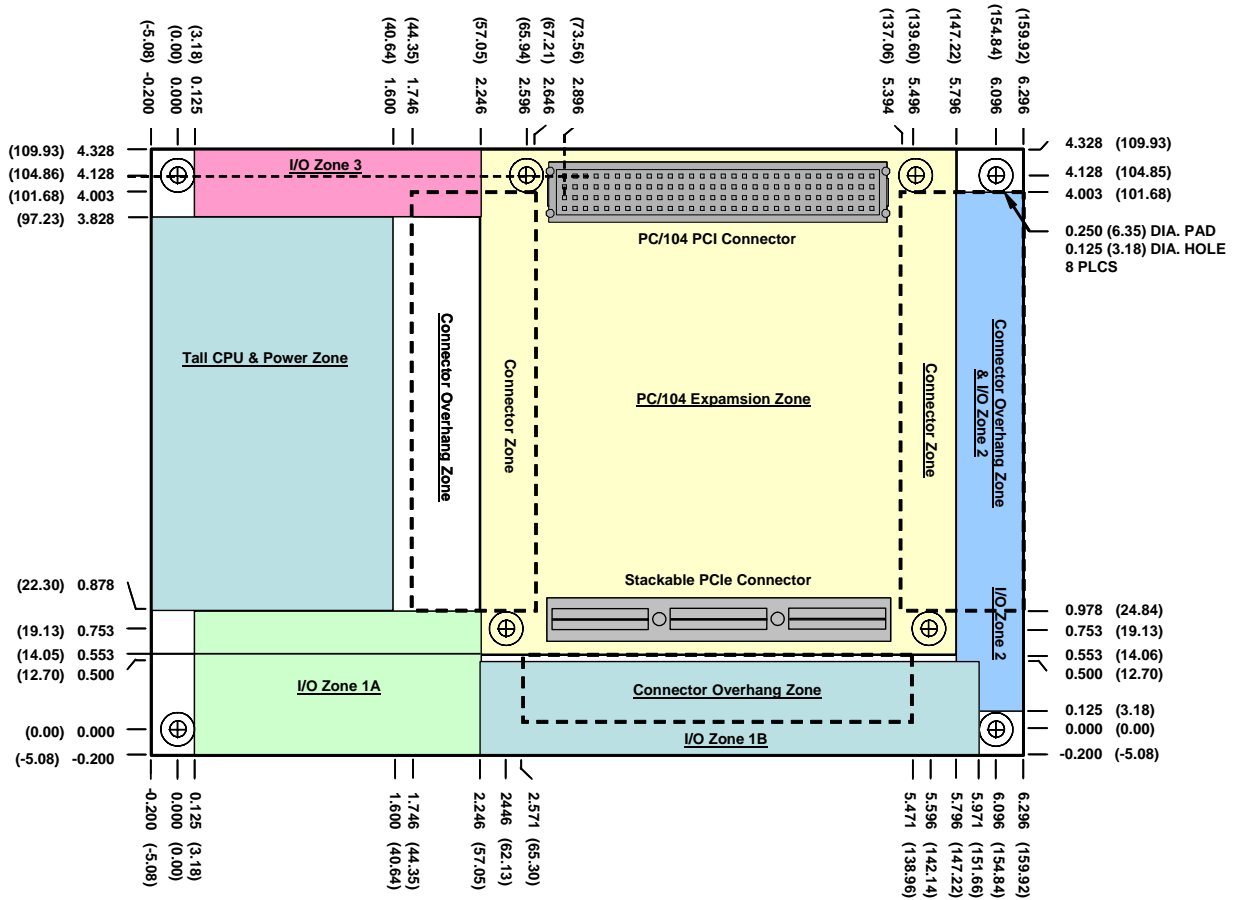 (-5.08) -0.200
(0.00) 0.000
(3.18) 0.125
(40.64) 1.600
(44.35) 1.746
(57.05) 2.246
(65.94) 2.596
(67.21) 2.646
(73.56) 2.896
(137.06) 5.394
(139.60) 5.496
(147.22) 5.796
(154.84) 6.096
(159.92) 6.296
(109.93) 4.328
(104.86) 4.128
(101.68) 4.003
(97.23) 3.828
(22.30) 0.878
(19.13) 0.753
(14.05) 0.553
(12.70) 0.500
(0.00) 0.000
(-5.08) -0.200
I/O Zone 3
PC/104 PCI Connector
Tall CPU & Power Zone
Connector Overhang Zone
Connector Zone
PC/104 Expamsion Zone
Connector Zone
Connector Overhang Zone
& I/O Zone 2
Stackable PCIe Connector
I/O Zone 2
I/O Zone 1A
Connector Overhang Zone
I/O Zone 1B
4.328 (109.93)
4.128 (104.85)
4.003 (101.68)
0.250 (6.35) DIA. PAD
0.125 (3.18) DIA. HOLE
8 PLCS
0.978 (24.84)
0.753 (19.13)
0.553 (14.06)
0.500 (12.70)
0.125 (3.18)
0.000 (0.00)
-0.200 (-5.08)
-0.200 (-5.08)
0.000 (0.00)
0.125 (3.18)
1.600 (40.64)
1.746 (44.35)
2.246 (57.05)
2446 (62.13)
2.571 (65.30)
5.471 (138.96)
5.596 (142.14)
5.796 (147.22)
5.971 (151.66)
6.096 (154.84)
6.296 (159.92)